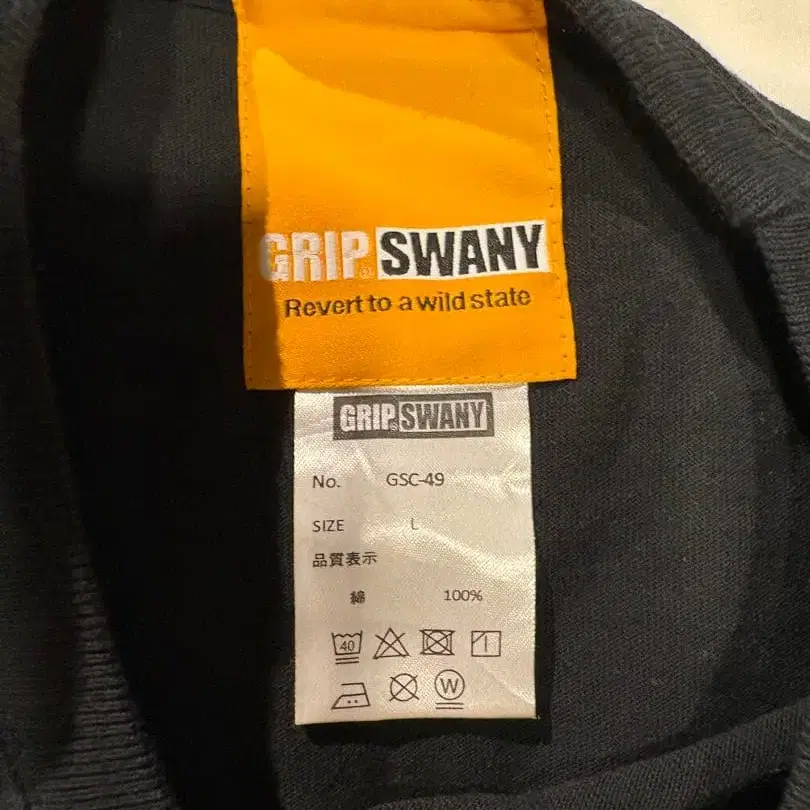 GRIP® SWANY
Revert to a wild state
GRIP® SWANY
No. GSC-49
SIZE L
品質表示
綿 100%
40
W